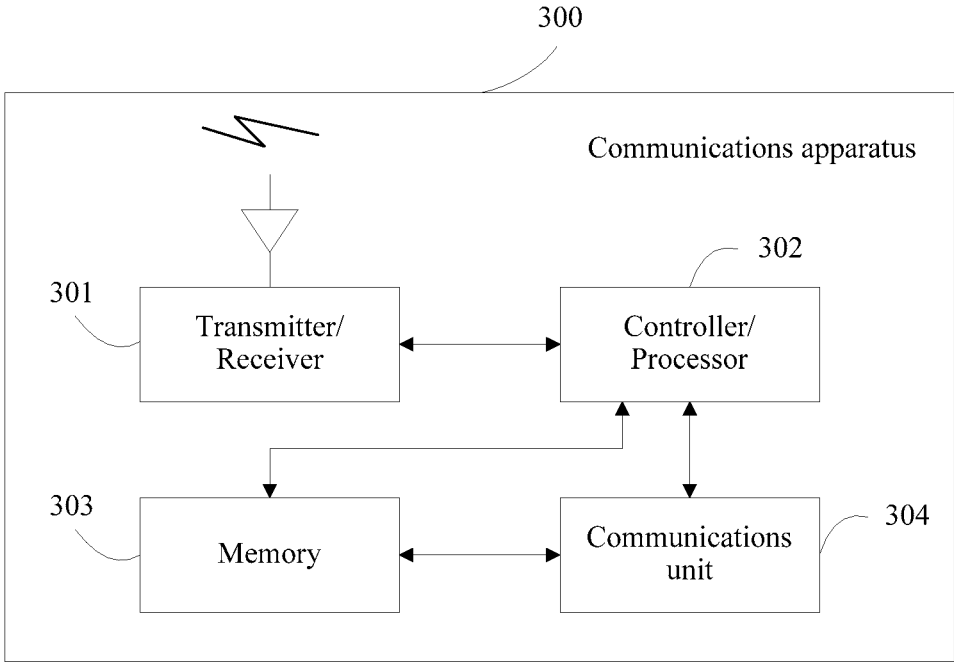 300
Communications apparatus
302
301
Transmitter/
Receiver
Controller/
Processor
303
304
Memory
Communications
unit